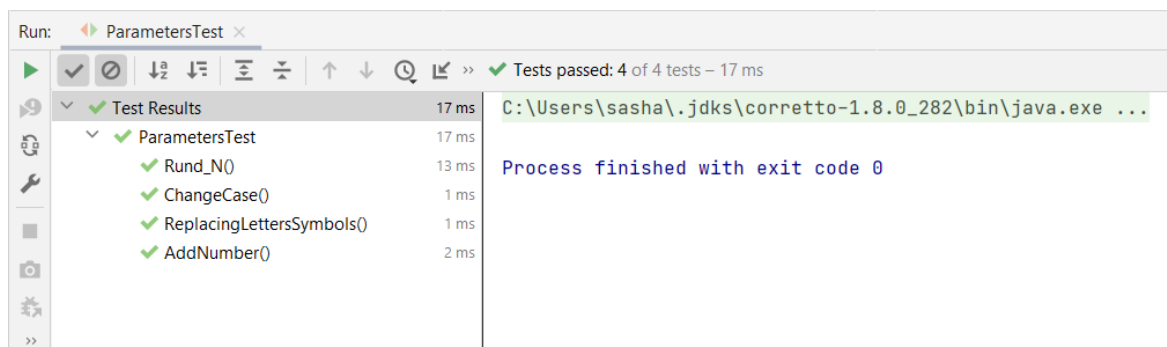 Run: ParametersTest
Tests passed: 4 of 4 tests – 17 ms
Test Results 17 ms
ParametersTest 17 ms
Rund_N() 13 ms
ChangeCase() 1 ms
ReplacingLettersSymbols() 1 ms
AddNumber() 2 ms
C:\Users\sasha\.jdks\corretto-1.8.0_282\bin\java.exe ...
Process finished with exit code 0